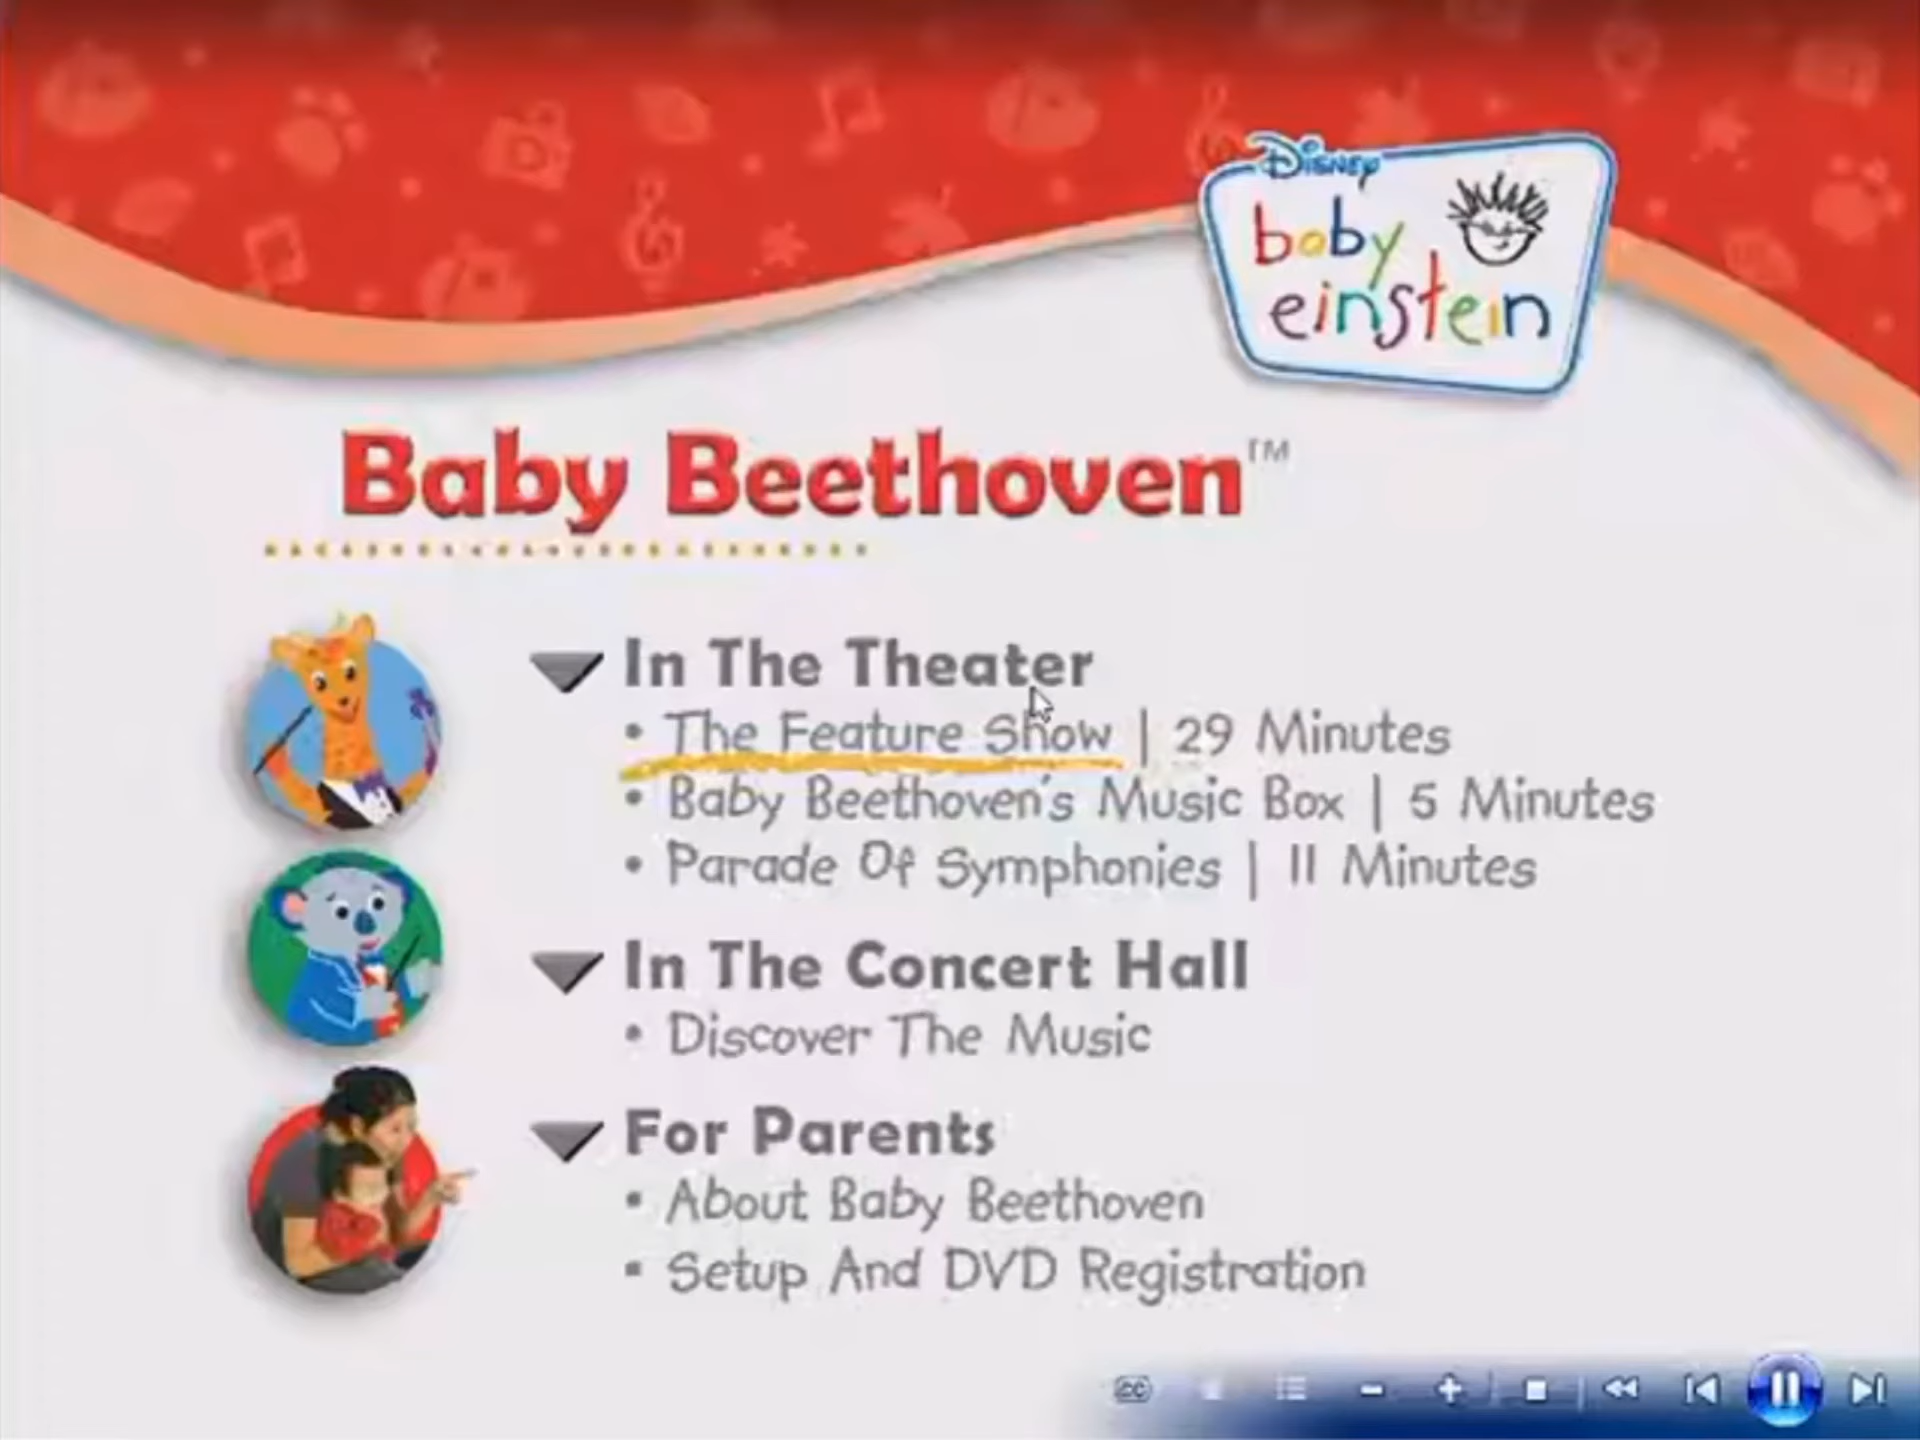 Disney
baby
einstein
Baby Beethoven™
In The Theater
• The Feature Show | 29 Minutes
• Baby Beethoven's Music Box | 5 Minutes
• Parade Of Symphonies | 11 Minutes
In The Concert Hall
• Discover The Music
For Parents
• About Baby Beethoven
• Setup And DVD Registration
CC